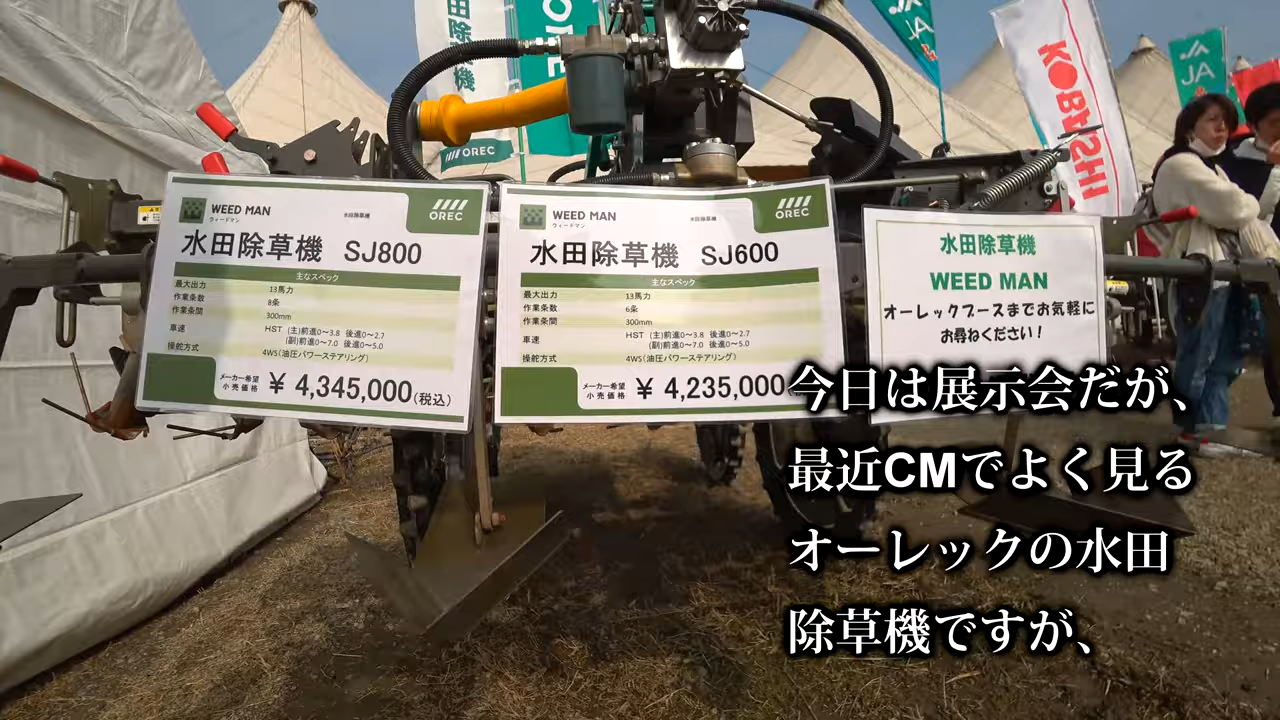 水田除草機
OREC
JA
JA
KOBASHI
WEED MAN
ウィードマン
水田除草機
OREC
水田除草機 SJ800
主なスペック
最大出力 13馬力
作業条数 8条
作業条間 300mm
車速 HST (主)前進0～3.8 後進0～2.7
(副)前進0～7.0 後進0～5.0
操舵方式 4WS(油圧パワーステアリング)
メーカー希望
小売価格 ¥ 4,345,000(税込)
WEED MAN
ウィードマン
水田除草機
OREC
水田除草機 SJ600
主なスペック
最大出力 13馬力
作業条数 6条
作業条間 300mm
車速 HST (主)前進0～3.8 後進0～2.7
(副)前進0～7.0 後進0～5.0
操舵方式 4WS(油圧パワーステアリング)
メーカー希望
小売価格 ¥ 4,235,000
水田除草機
WEED MAN
オーレックブースまでお気軽に
お尋ねください！
今日は展示会だが、
最近CMでよく見る
オーレックの水田
除草機ですが、